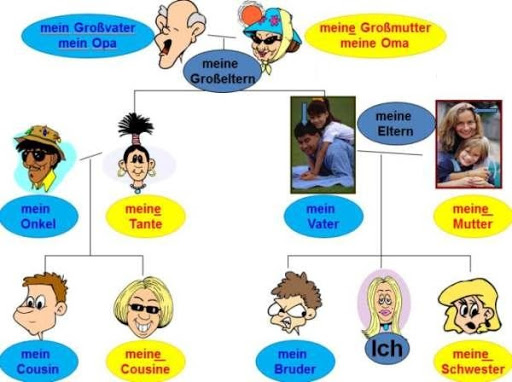 mein Großvater
mein Opa
meine Großmutter
meine Oma
meine
Großeltern
meine
Eltern
mein
Onkel
meine
Tante
mein
Vater
meine
Mutter
mein
Cousin
meine
Cousine
mein
Bruder
Ich
meine
Schwester